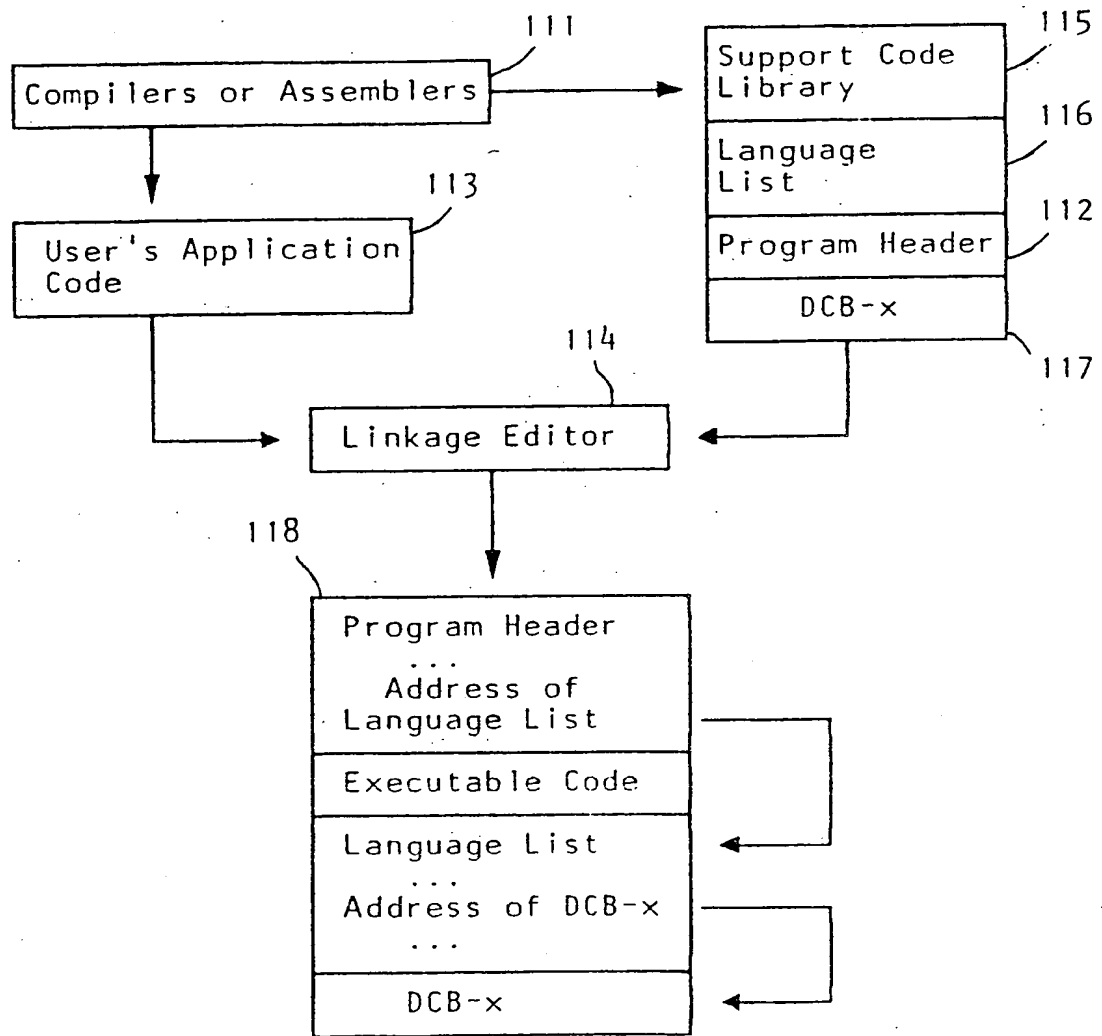 111
Compilers or Assemblers
115
Support Code
Library
116
Language
List
112
Program Header
DCB-x
117
113
User's Application
Code
114
Linkage Editor
118
Program Header
...
Address of
Language List
Executable Code
Language List
...
Address of DCB-x
...
DCB-x